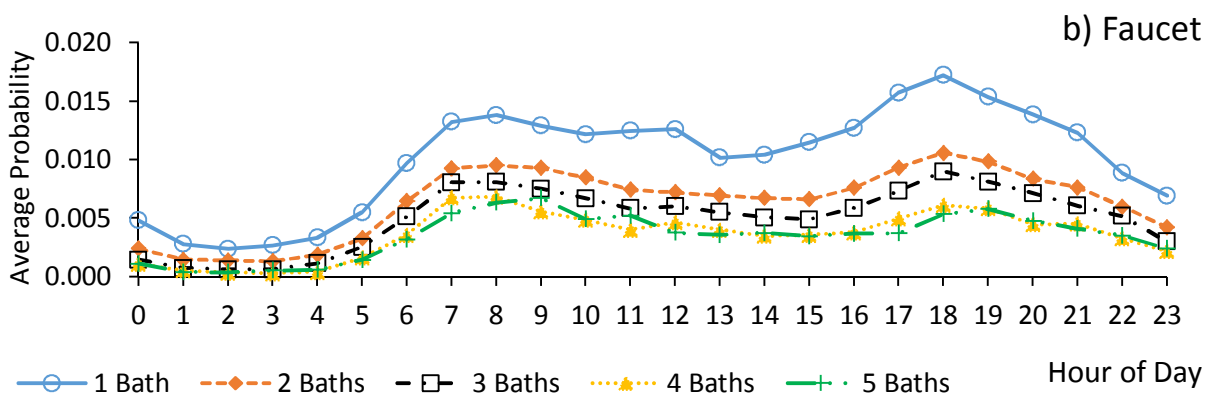 b) Faucet
Average Probability
0.020
0.015
0.010
0.005
0.000
0 1 2 3 4 5 6 7 8 9 10 11 12 13 14 15 16 17 18 19 20 21 22 23
Hour of Day
1 Bath 2 Baths 3 Baths 4 Baths 5 Baths